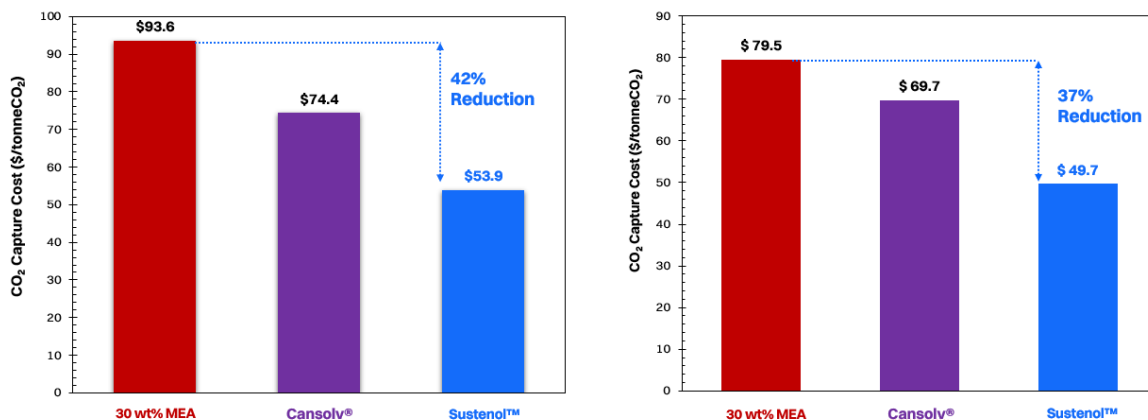 CO₂ Capture Cost ($/tonneCO₂)
100
90
80
70
60
50
40
30
20
10
0
$93.6
$74.4
$53.9
42%
Reduction
30 wt% MEA
Cansolv®
Sustenol™
CO₂ Capture Cost ($/tonneCO₂)
90
80
70
60
50
40
30
20
10
0
$ 79.5
$ 69.7
$ 49.7
37%
Reduction
30 wt% MEA
Cansolv®
Sustenol™